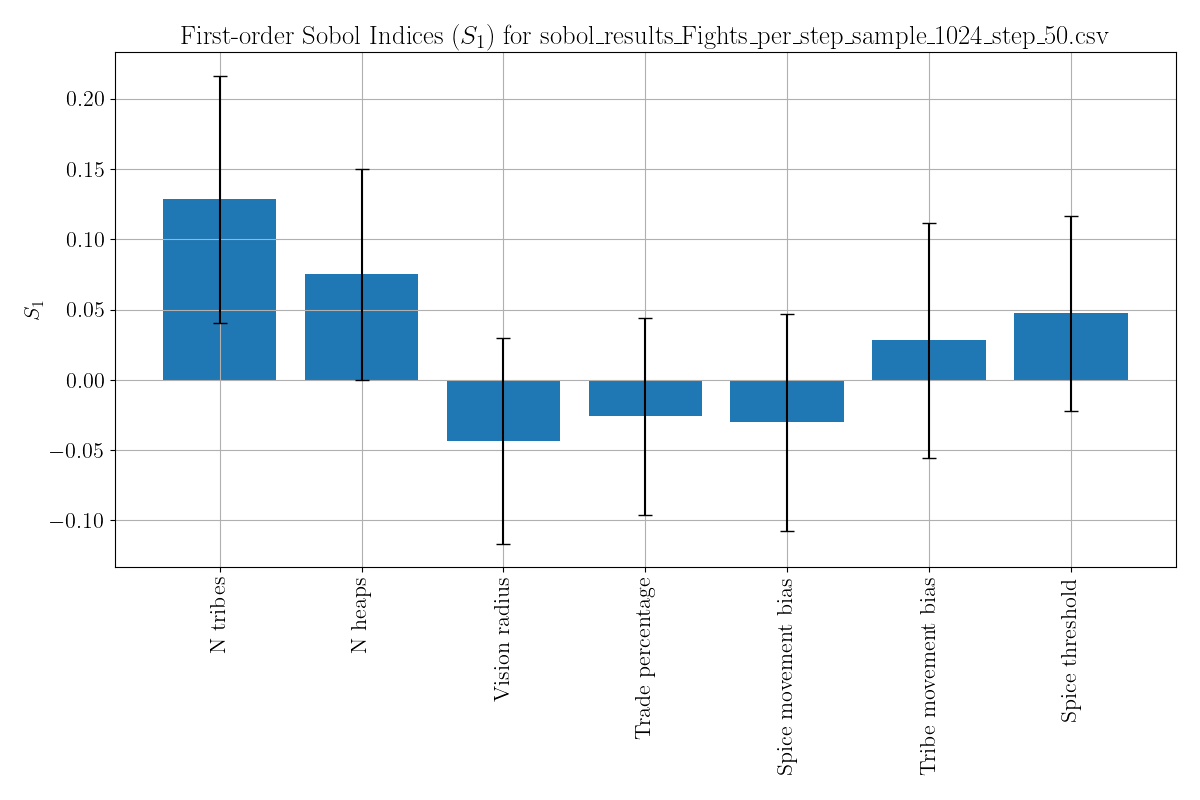 First-order Sobol Indices (S1) for sobol_results_Fights_per_step_sample_1024_step_50.csv
S1
0.20
0.15
0.10
0.05
0.00
−0.05
−0.10
N tribes
N heaps
Vision radius
Trade percentage
Spice movement bias
Tribe movement bias
Spice threshold